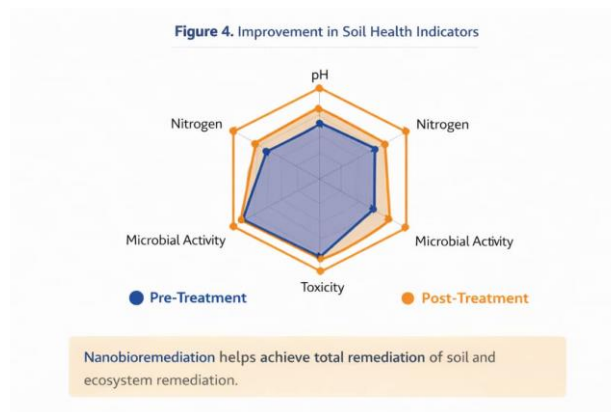 Figure 4. Improvement in Soil Health Indicators
pH
Nitrogen
Nitrogen
Microbial Activity
Microbial Activity
Toxicity
Pre-Treatment
Post-Treatment
Nanobioremediation helps achieve total remediation of soil and
ecosystem remediation.